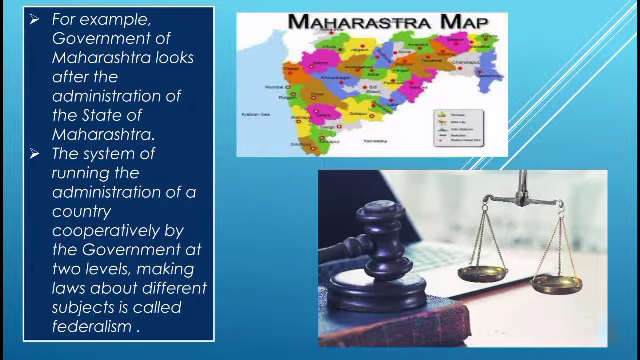 ➢ For example,
Government of
Maharashtra looks
after the
administration of
the State of
Maharashtra.
➢ The system of
running the
administration of a
country
cooperatively by
the Government at
two levels, making
laws about different
subjects is called
federalism .
MAHARASTRA MAP
Mumbai
Arabian Sea
Karnataka